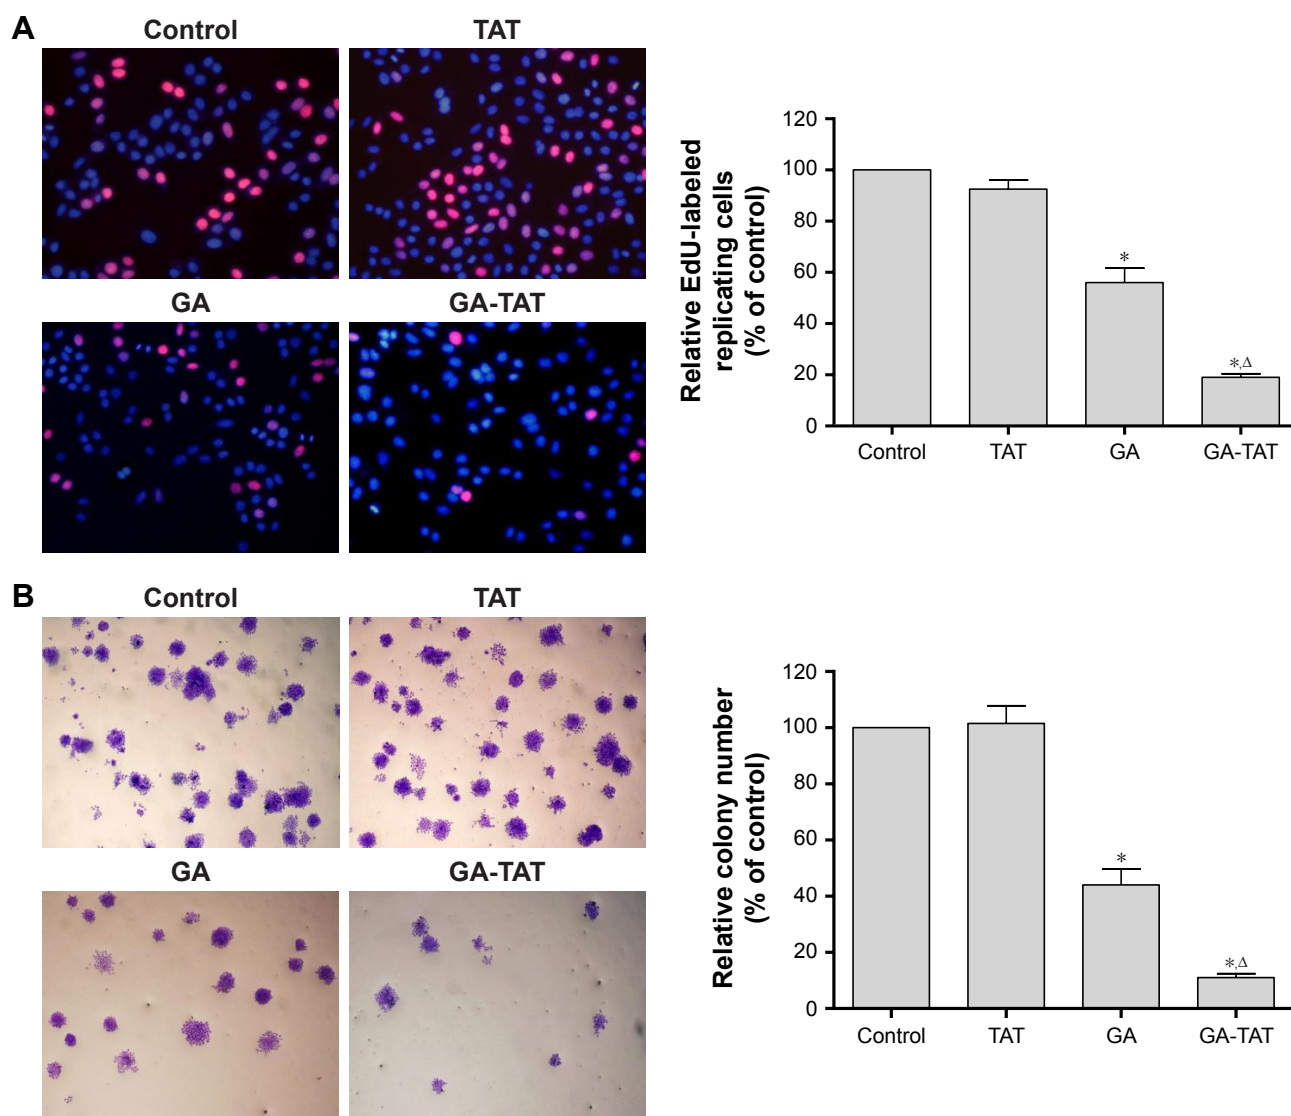 A
Control
TAT
GA
GA-TAT
Relative EdU-labeled
replicating cells
(% of control)
120
100
80
60
40
20
0
*
*,Δ
Control
TAT
GA
GA-TAT
B
Control
TAT
GA
GA-TAT
Relative colony number
(% of control)
120
100
80
60
40
20
0
*
*,Δ
Control
TAT
GA
GA-TAT